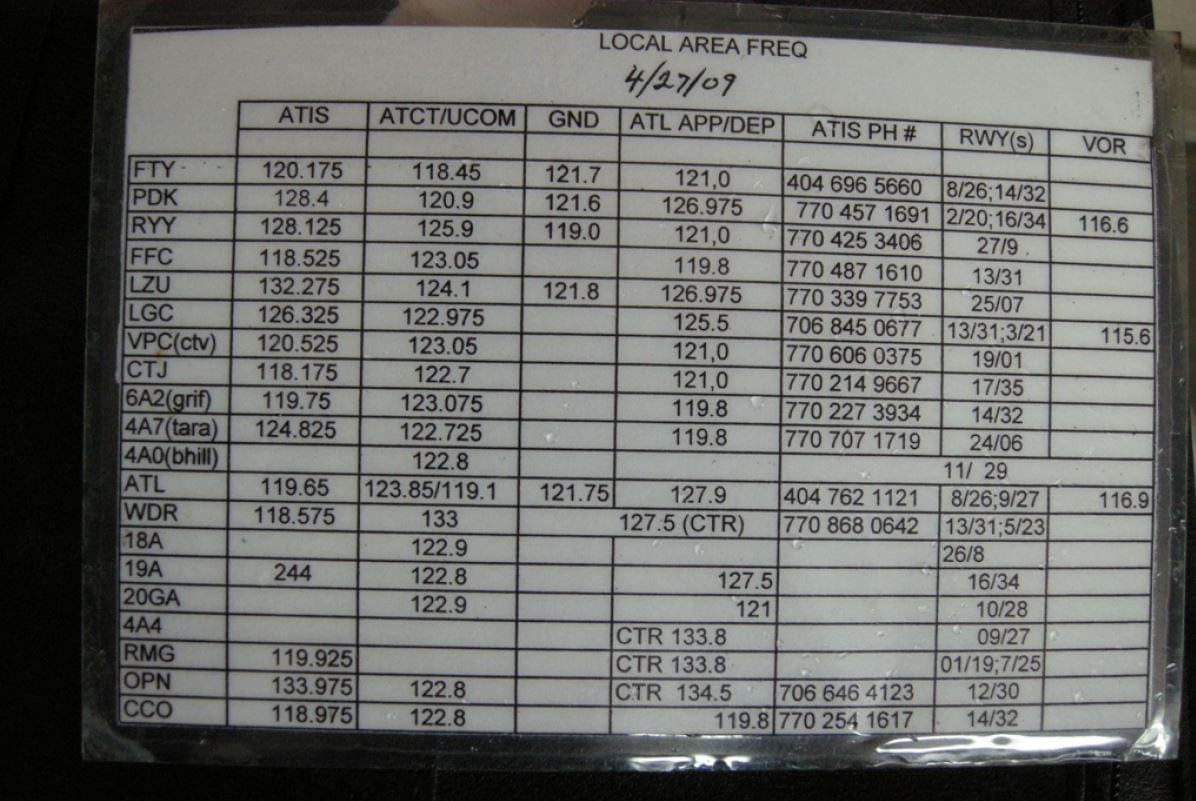 LOCAL AREA FREQ
4/27/09
ATIS ATCT/UCOM GND ATL APP/DEP ATIS PH # RWY(s) VOR
FTY - 120.175 118.45 121.7 121,0 404 696 5660 8/26;14/32
PDK 128.4 120.9 121.6 126.975 770 457 1691 2/20;16/34 116.6
RYY 128.125 125.9 119.0 121,0 770 425 3406 27/9 .
FFC 118.525 123.05 119.8 770 487 1610 13/31
LZU 132.275 124.1 121.8 126.975 770 339 7753 25/07
LGC 126.325 122.975 125.5 706 845 0677 13/31;3/21 115.6
VPC(ctv) 120.525 123.05 121,0 770 606 0375 19/01
CTJ 118.175 122.7 121,0 770 214 9667 17/35
6A2(grif) 119.75 123.075 119.8 770 227 3934 14/32
4A7(tara) 124.825 122.725 119.8 770 707 1719 24/06
4A0(bhill) 122.8 11/ 29
ATL 119.65 123.85/119.1 121.75 127.9 404 762 1121 8/26;9/27 116.9
WDR 118.575 133 127.5 (CTR) 770 868 0642 13/31;5/23
18A 122.9 26/8
19A 244 122.8 127.5 16/34
20GA 122.9 121 10/28
4A4 CTR 133.8 09/27
RMG 119.925 CTR 133.8 01/19;7/25
OPN 133.975 122.8 CTR 134.5 706 646 4123 12/30
CCO 118.975 122.8 119.8 770 254 1617 14/32